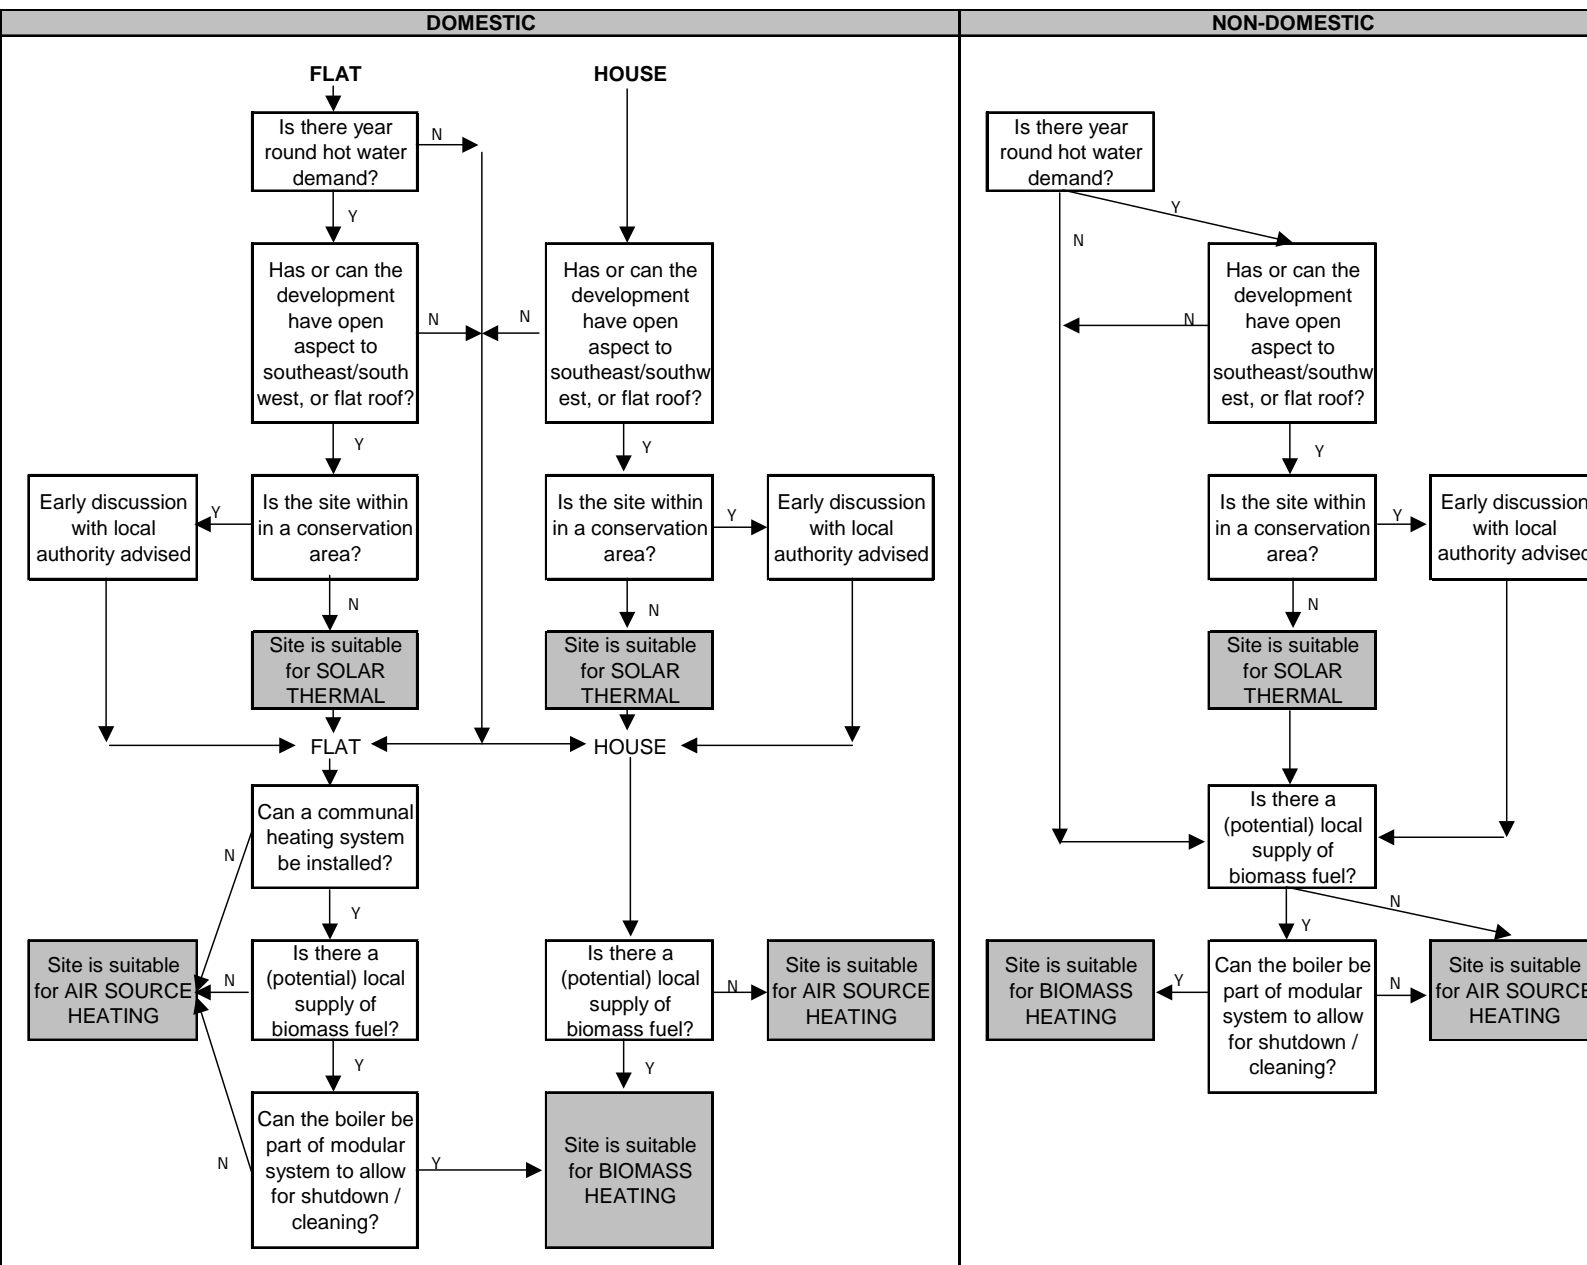 DOMESTIC
NON-DOMESTIC
FLAT
HOUSE
Is there year
round hot water
demand?
N
Y
Has or can the
development
have open
aspect to
southeast/south
west, or flat roof?
N
Y
Has or can the
development
have open
aspect to
southeast/southw
est, or flat roof?
N
Y
Early discussion
with local
authority advised
Y
Is the site within
in a conservation
area?
N
Is the site within
in a conservation
area?
Y
N
Early discussion
with local
authority advised
Site is suitable
for SOLAR
THERMAL
Site is suitable
for SOLAR
THERMAL
FLAT
HOUSE
Can a communal
heating system
be installed?
N
Y
Site is suitable
for AIR SOURCE
HEATING
N
Is there a
(potential) local
supply of
biomass fuel?
Y
Is there a
(potential) local
supply of
biomass fuel?
N
Y
Site is suitable
for AIR SOURCE
HEATING
Can the boiler be
part of modular
system to allow
for shutdown /
cleaning?
N
Y
Site is suitable
for BIOMASS
HEATING
Is there year
round hot water
demand?
Y
N
Has or can the
development
have open
aspect to
southeast/southw
est, or flat roof?
N
Y
Is the site within
in a conservation
area?
Y
N
Early discussion
with local
authority advised
Site is suitable
for SOLAR
THERMAL
Is there a
(potential) local
supply of
biomass fuel?
N
Y
Site is suitable
for BIOMASS
HEATING
Y
Can the boiler be
part of modular
system to allow
for shutdown /
cleaning?
N
Site is suitable
for AIR SOURCE
HEATING